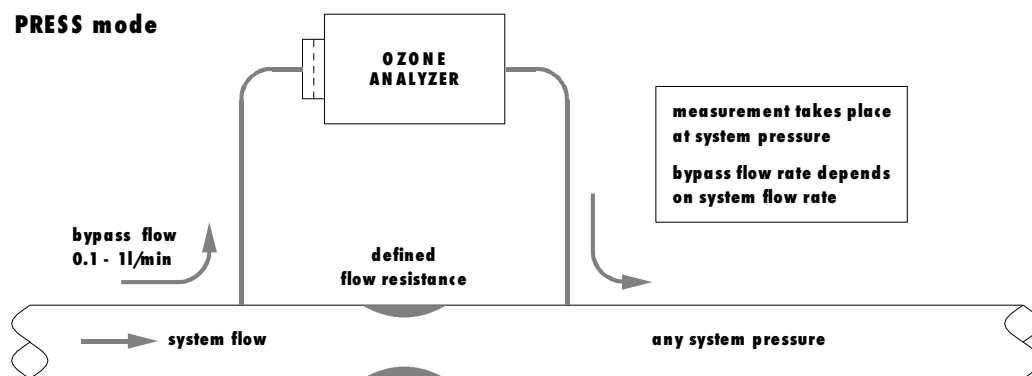 PRESS mode
OZONE
ANALYZER
measurement takes place
at system pressure
bypass flow rate depends
on system flow rate
bypass flow
0.1 - 1l/min
defined
flow resistance
system flow
any system pressure